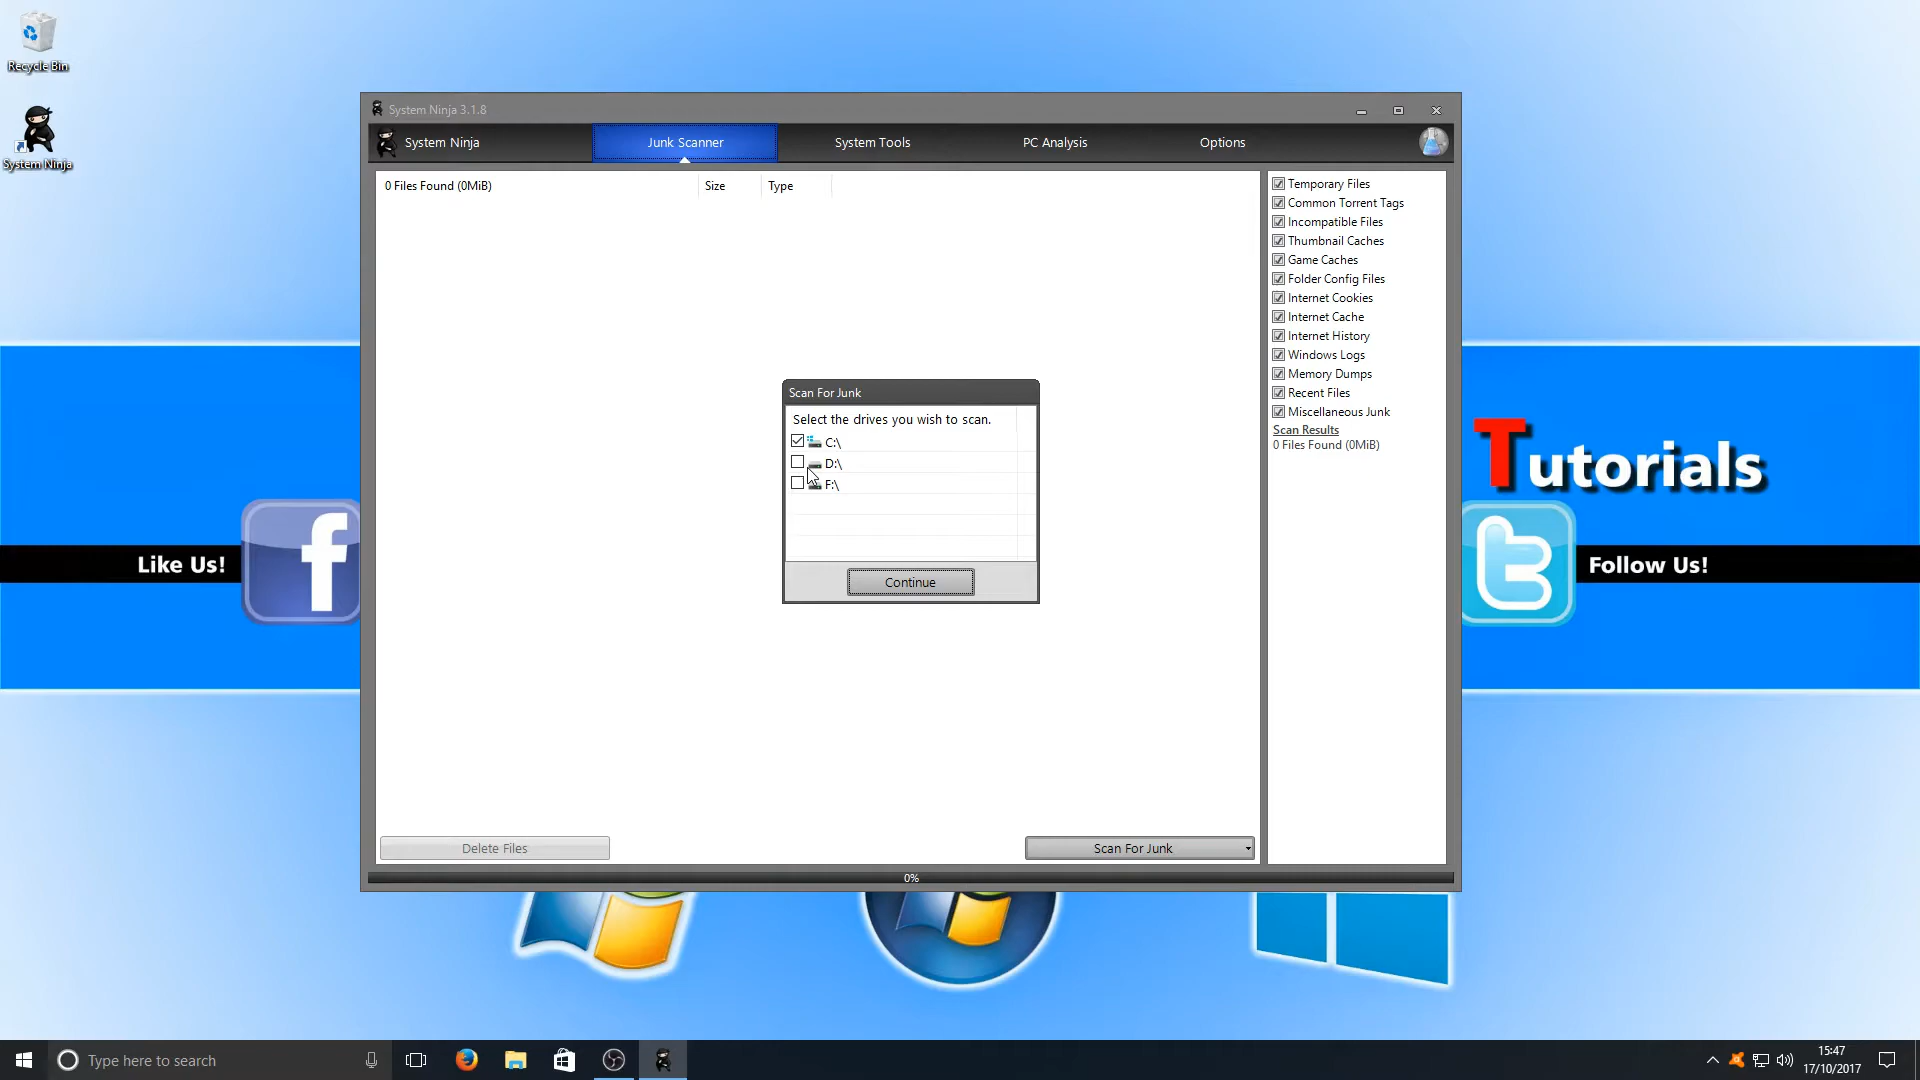 Recycle Bin
System Ninja
System Ninja 3.1.8
System Ninja
Junk Scanner
System Tools
PC Analysis
Options
0 Files Found (0MiB)
Size
Type
Temporary Files
Common Torrent Tags
Incompatible Files
Thumbnail Caches
Game Caches
Folder Config Files
Internet Cookies
Internet Cache
Internet History
Windows Logs
Memory Dumps
Recent Files
Miscellaneous Junk
Scan Results
0 Files Found (0MiB)
Scan For Junk
Select the drives you wish to scan.
C:\
D:\
F:\
Continue
Tutorials
Like Us!
f
t
Follow Us!
Delete Files
Scan For Junk
0%
Type here to search
15:47
17/10/2017